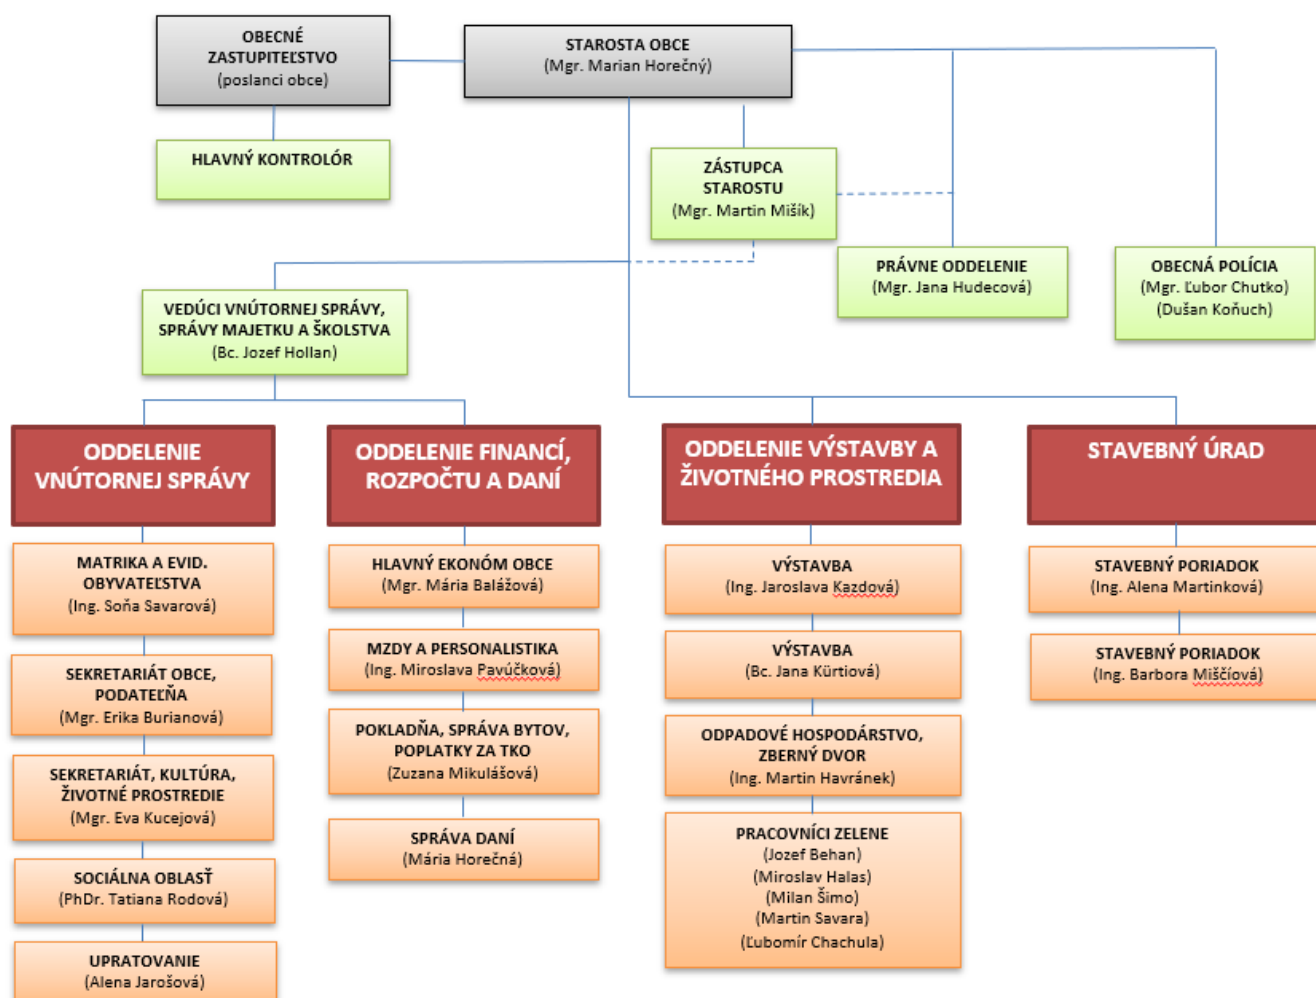 OBECNÉ
ZASTUPITEĽSTVO
(poslanci obce)
STAROSTA OBCE
(Mgr. Marian Horečný)
HLAVNÝ KONTROLÓR
ZÁSTUPCA
STAROSTU
(Mgr. Martin Mišík)
PRÁVNE ODDELENIE
(Mgr. Jana Hudecová)
OBECNÁ POLÍCIA
(Mgr. Ľubor Chutko)
(Dušan Koňuch)
VEDÚCI VNÚTORNEJ SPRÁVY,
SPRÁVY MAJETKU A ŠKOLSTVA
(Bc. Jozef Hollan)
ODDELENIE
VNÚTORNEJ SPRÁVY
MATRIKA A EVID.
OBYVATEĽSTVA
(Ing. Soňa Savarová)
SEKRETARIÁT OBCE,
PODATEĽŇA
(Mgr. Erika Burianová)
SEKRETARIÁT, KULTÚRA,
ŽIVOTNÉ PROSTREDIE
(Mgr. Eva Kucejová)
SOCIÁLNA OBLASŤ
(PhDr. Tatiana Rodová)
UPRATOVANIE
(Alena Jarošová)
ODDELENIE FINANCÍ,
ROZPOČTU A DANÍ
HLAVNÝ EKONÓM OBCE
(Mgr. Mária Balážová)
MZDY A PERSONALISTIKA
(Ing. Miroslava Pavúčková)
POKLADŇA, SPRÁVA BYTOV,
POPLATKY ZA TKO
(Zuzana Mikulášová)
SPRÁVA DANÍ
(Mária Horečná)
ODDELENIE VÝSTAVBY A
ŽIVOTNÉHO PROSTREDIA
VÝSTAVBA
(Ing. Jaroslava Kazdová)
VÝSTAVBA
(Bc. Jana Kürtiová)
ODPADOVÉ HOSPODÁRSTVO,
ZBERNÝ DVOR
(Ing. Martin Havránek)
PRACOVNÍCI ZELENE
(Jozef Behan)
(Miroslav Halas)
(Milan Šimo)
(Martin Savara)
(Ľubomír Chachula)
STAVEBNÝ ÚRAD
STAVEBNÝ PORIADOK
(Ing. Alena Martinková)
STAVEBNÝ PORIADOK
(Ing. Barbora Miščíová)